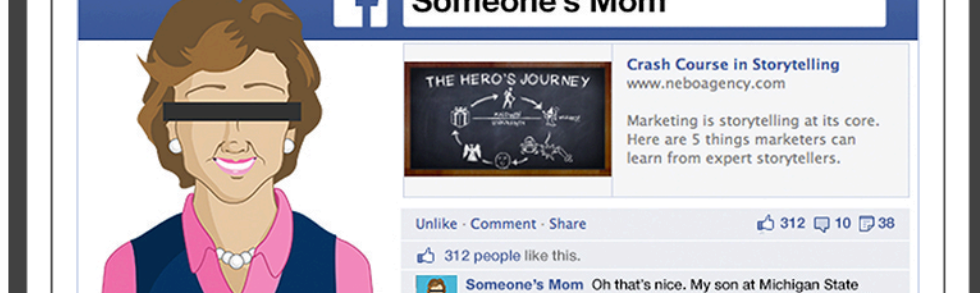 Someone's Mom
THE HERO'S JOURNEY
Crash Course in Storytelling
www.neboagency.com
Marketing is storytelling at its core.
Here are 5 things marketers can
learn from expert storytellers.
Unlike · Comment · Share
312 10 38
312 people like this.
Someone's Mom Oh that's nice. My son at Michigan State